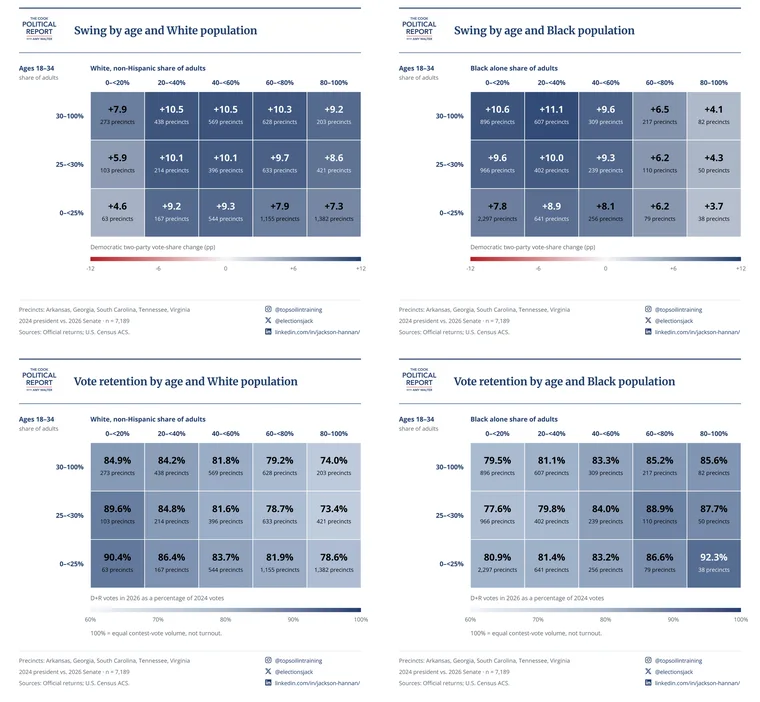 THE COOK
POLITICAL
REPORT
WITH AMY WALTER
Swing by age and White population
Ages 18–34
share of adults
White, non-Hispanic share of adults
0–<20% 20–<40% 40–<60% 60–<80% 80–100%
30–100%
+7.9 +10.5 +10.5 +10.3 +9.2
273 precincts 438 precincts 569 precincts 628 precincts 203 precincts
25–<30%
+5.9 +10.1 +10.1 +9.7 +8.6
103 precincts 214 precincts 396 precincts 633 precincts 421 precincts
0–<25%
+4.6 +9.2 +9.3 +7.9 +7.3
63 precincts 167 precincts 544 precincts 1,155 precincts 1,382 precincts
Democratic two-party vote-share change (pp)
-12 -6 0 +6 +12
Precincts: Arkansas, Georgia, South Carolina, Tennessee, Virginia
2024 president vs. 2026 Senate · n = 7,189
Sources: Official returns; U.S. Census ACS.
@topsoilintraining
@electionsjack
linkedin.com/in/jackson-hannan/
THE COOK
POLITICAL
REPORT
WITH AMY WALTER
Swing by age and Black population
Ages 18–34
share of adults
Black alone share of adults
0–<20% 20–<40% 40–<60% 60–<80% 80–100%
30–100%
+10.6 +11.1 +9.6 +6.5 +4.1
896 precincts 607 precincts 309 precincts 217 precincts 82 precincts
25–<30%
+9.6 +10.0 +9.3 +6.2 +4.3
966 precincts 402 precincts 239 precincts 110 precincts 50 precincts
0–<25%
+7.8 +8.9 +8.1 +6.2 +3.7
2,297 precincts 641 precincts 256 precincts 79 precincts 38 precincts
Democratic two-party vote-share change (pp)
-12 -6 0 +6 +12
Precincts: Arkansas, Georgia, South Carolina, Tennessee, Virginia
2024 president vs. 2026 Senate · n = 7,189
Sources: Official returns; U.S. Census ACS.
@topsoilintraining
@electionsjack
linkedin.com/in/jackson-hannan/
THE COOK
POLITICAL
REPORT
WITH AMY WALTER
Vote retention by age and White population
Ages 18–34
share of adults
White, non-Hispanic share of adults
0–<20% 20–<40% 40–<60% 60–<80% 80–100%
30–100%
84.9% 84.2% 81.8% 79.2% 74.0%
273 precincts 438 precincts 569 precincts 628 precincts 203 precincts
25–<30%
89.6% 84.8% 81.6% 78.7% 73.4%
103 precincts 214 precincts 396 precincts 633 precincts 421 precincts
0–<25%
90.4% 86.4% 83.7% 81.9% 78.6%
63 precincts 167 precincts 544 precincts 1,155 precincts 1,382 precincts
D+R votes in 2026 as a percentage of 2024 votes
60% 70% 80% 90% 100%
100% = equal contest-vote volume, not turnout.
Precincts: Arkansas, Georgia, South Carolina, Tennessee, Virginia
2024 president vs. 2026 Senate · n = 7,189
Sources: Official returns; U.S. Census ACS.
@topsoilintraining
@electionsjack
linkedin.com/in/jackson-hannan/
THE COOK
POLITICAL
REPORT
WITH AMY WALTER
Vote retention by age and Black population
Ages 18–34
share of adults
Black alone share of adults
0–<20% 20–<40% 40–<60% 60–<80% 80–100%
30–100%
79.5% 81.1% 83.3% 85.2% 85.6%
896 precincts 607 precincts 309 precincts 217 precincts 82 precincts
25–<30%
77.6% 79.8% 84.0% 88.9% 87.7%
966 precincts 402 precincts 239 precincts 110 precincts 50 precincts
0–<25%
80.9% 81.4% 83.2% 86.6% 92.3%
2,297 precincts 641 precincts 256 precincts 79 precincts 38 precincts
D+R votes in 2026 as a percentage of 2024 votes
60% 70% 80% 90% 100%
100% = equal contest-vote volume, not turnout.
Precincts: Arkansas, Georgia, South Carolina, Tennessee, Virginia
2024 president vs. 2026 Senate · n = 7,189
Sources: Official returns; U.S. Census ACS.
@topsoilintraining
@electionsjack
linkedin.com/in/jackson-hannan/